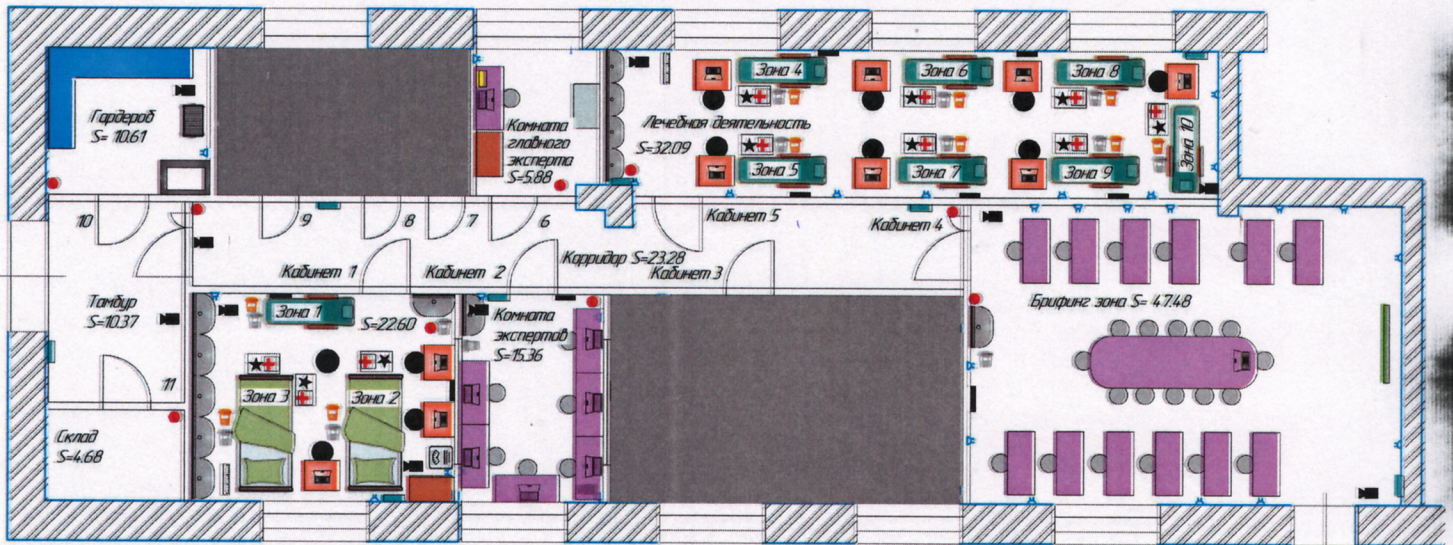 Гардероб
S= 10.61
Комната
главного
эксперта
S=5.88
Лечебная деятельность
S=32.09
Зона 4
Зона 6
Зона 8
Зона 5
Зона 7
Зона 9
Зона 10
10
9
8
7
6
Кабинет 5
Кабинет 4
Кабинет 1
Кабинет 2
Корридор S=23.28
Кабинет 3
Тамбур
S=10.37
11
Склад
S=4.68
Зона 1
S=22.60
Зона 3
Зона 2
Комната
экспертов
S=15.36
Брифинг зона S= 47.48